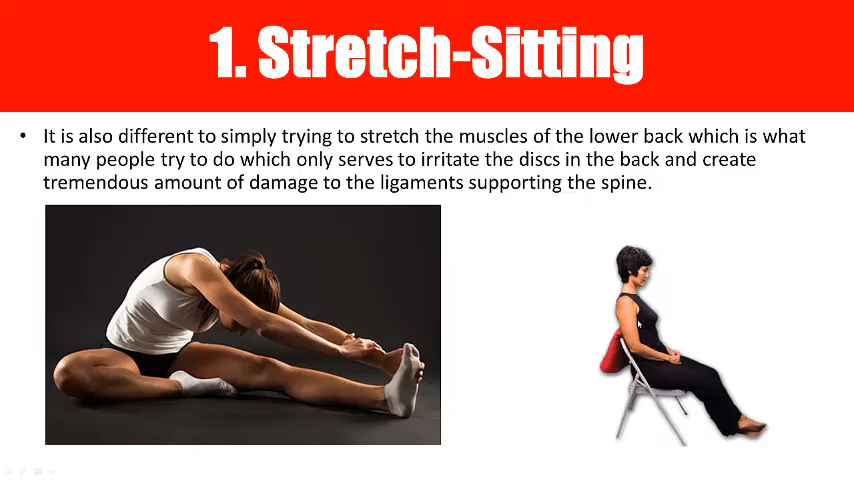 1. Stretch-Sitting
• It is also different to simply trying to stretch the muscles of the lower back which is what
many people try to do which only serves to irritate the discs in the back and create
tremendous amount of damage to the ligaments supporting the spine.